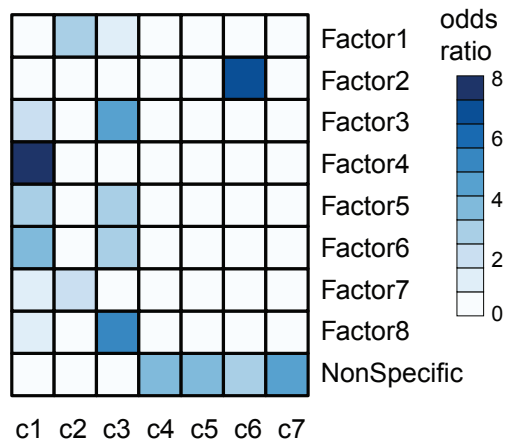 odds
ratio
Factor1
Factor2
Factor3
Factor4
Factor5
Factor6
Factor7
Factor8
NonSpecific
8
6
4
2
0
c1 c2 c3 c4 c5 c6 c7